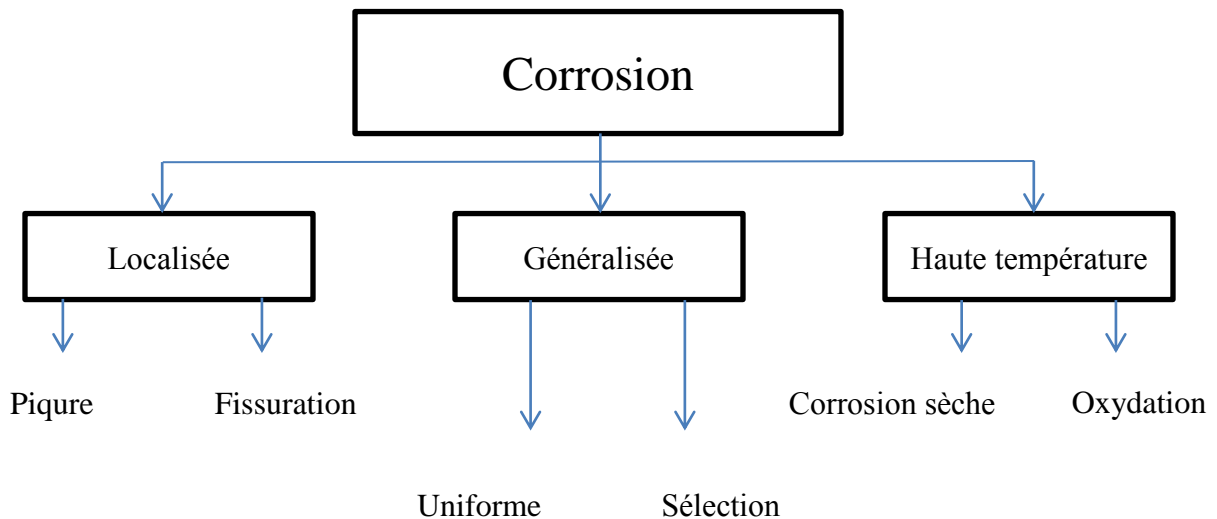 Corrosion
Localisée
Généralisée
Haute température
Piqure
Fissuration
Corrosion sèche
Oxydation
Uniforme
Sélection